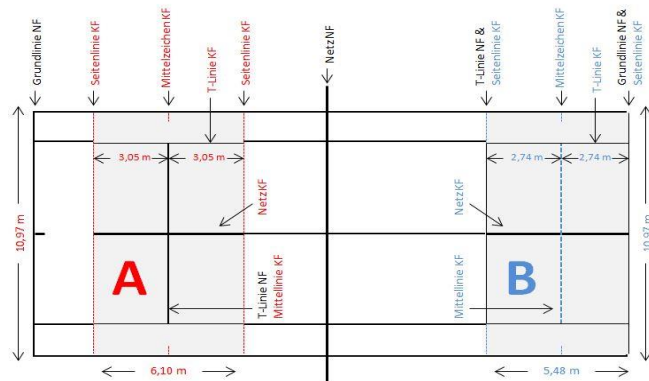 Grundlinie NF
Seitenlinie KF
Mittelzeichen KF
T-Linie KF
Seitenlinie KF
Netz NF
T-Linie NF &
Seitenlinie KF
Mittelzeichen KF
T-Linie KF
Grundlinie NF &
Seitenlinie KF
3,05 m
3,05 m
2,74 m
2,74 m
10,97 m
10,97 m
Netz KF
Netz KF
A
B
T-Linie NF
Mittellinie KF
Mittellinie KF
6,10 m
5,48 m